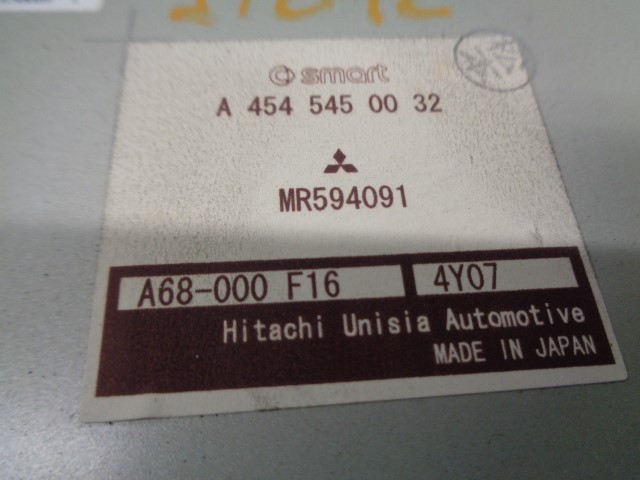 smart
A 454 545 00 32
MR594091
A68-000 F16 4Y07
Hitachi Unisia Automotive
MADE IN JAPAN